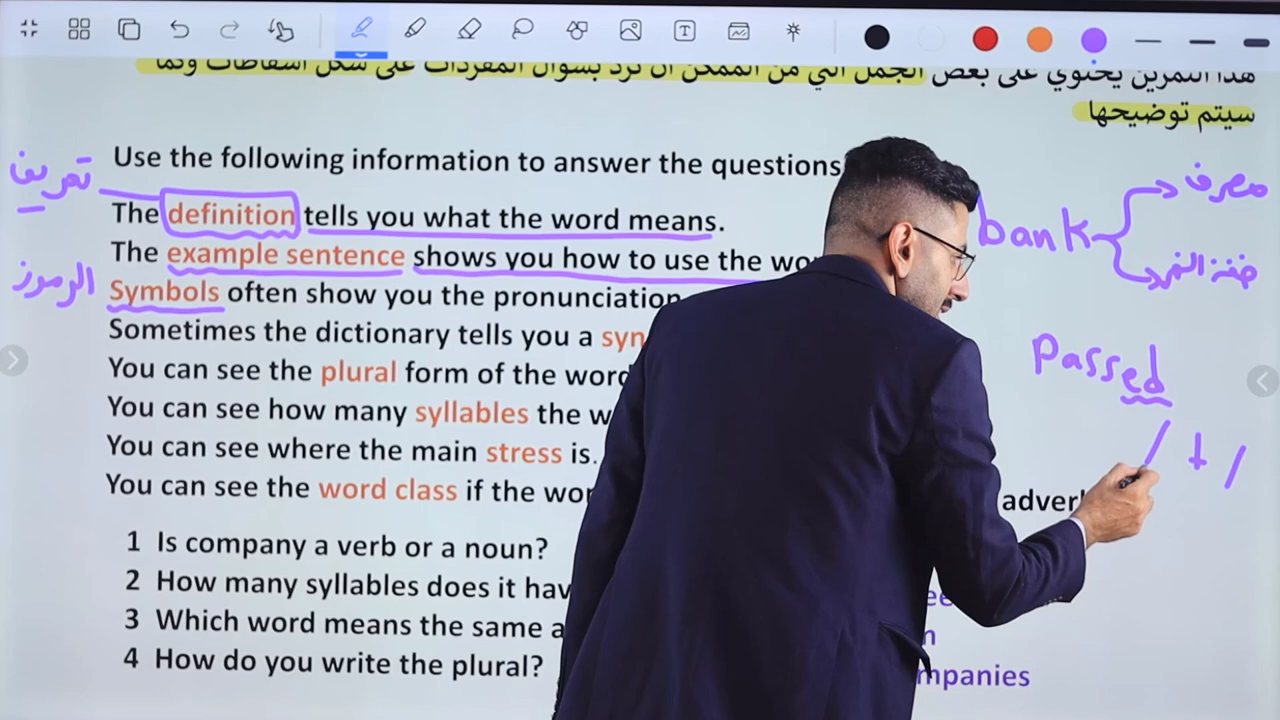 هذا التمرين يحتوي على بعض الجمل التي من الممكن ان ترد بسؤال المفردات على شكل اسقاطات وكما
سيتم توضيحها
Use the following information to answer the questions
تعريف
The definition tells you what the word means.
bank
مصرف
ضفة النهر
The example sentence shows you how to use the wo
الرموز
Symbols often show you the pronunciation
Sometimes the dictionary tells you a syn
You can see the plural form of the word
Passed
You can see how many syllables the w
You can see where the main stress is.
/ t /
You can see the word class if the wor adver
1 Is company a verb or a noun?
2 How many syllables does it hav ee
3 Which word means the same a n
4 How do you write the plural? mpanies